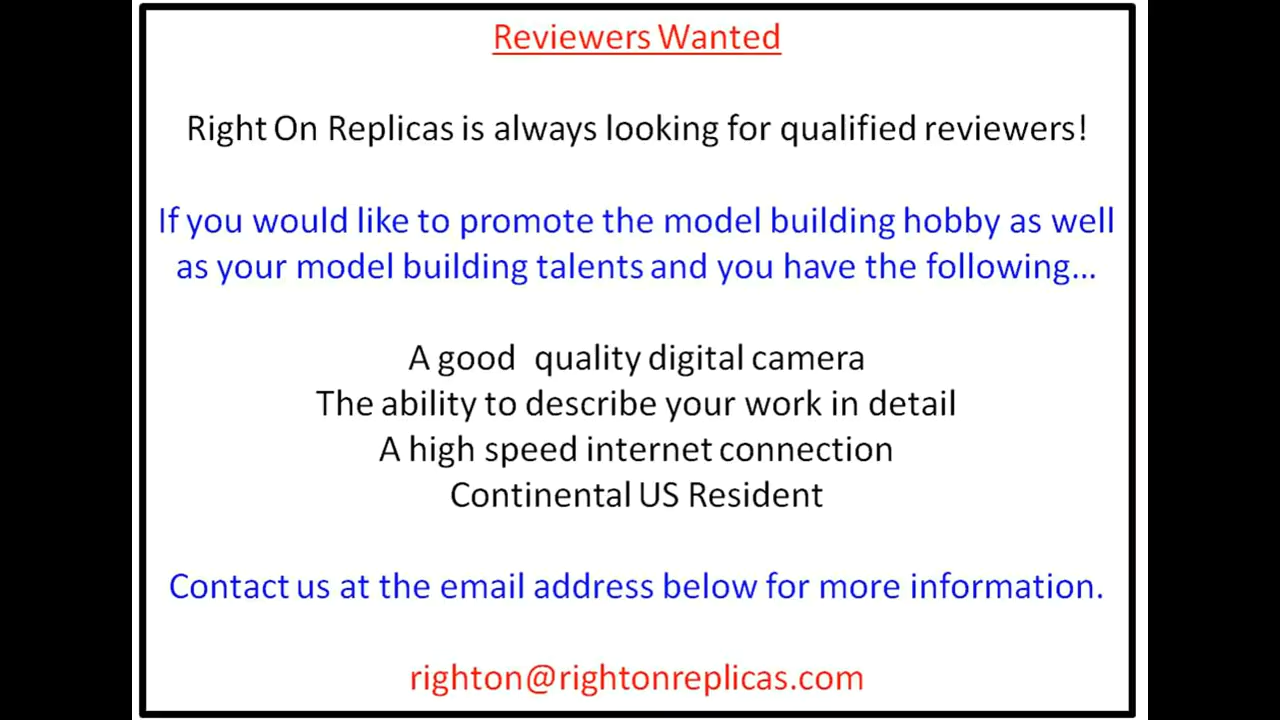 Reviewers Wanted
Right On Replicas is always looking for qualified reviewers!
If you would like to promote the model building hobby as well
as your model building talents and you have the following...
A good  quality digital camera
The ability to describe your work in detail
A high speed internet connection
Continental US Resident
Contact us at the email address below for more information.
righton@rightonreplicas.com